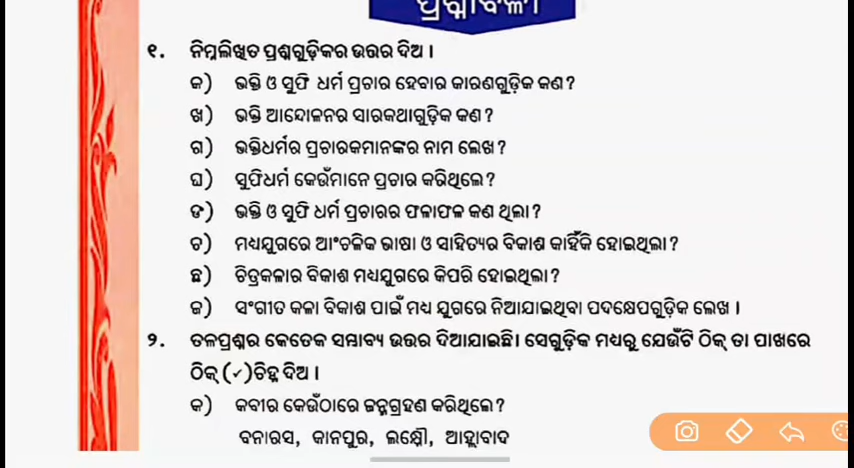 ପ୍ରଶ୍ନାବଳୀ
୧. ନିମ୍ନଲିଖିତ ପ୍ରଶ୍ନଗୁଡ଼ିକର ଉତ୍ତର ଦିଅ ।
କ) ଭକ୍ତି ଓ ସୁଫି ଧର୍ମ ପ୍ରଚାର ହେବାର କାରଣଗୁଡ଼ିକ କଣ?
ଖ) ଭକ୍ତି ଆନ୍ଦୋଳନର ସାରକଥାଗୁଡ଼ିକ କଣ?
ଗ) ଭକ୍ତିଧର୍ମର ପ୍ରଚାରକମାନଙ୍କର ନାମ ଲେଖ?
ଘ) ସୁଫିଧର୍ମ କେଉଁମାନେ ପ୍ରଚାର କରିଥିଲେ?
ଙ) ଭକ୍ତି ଓ ସୁଫି ଧର୍ମ ପ୍ରଚାରର ଫଳାଫଳ କଣ ଥିଲା?
ଚ) ମଧ୍ୟଯୁଗରେ ଆଂଚଳିକ ଭାଷା ଓ ସାହିତ୍ୟର ବିକାଶ କାହିଁକି ହୋଇଥିଲା?
ଛ) ଚିତ୍ରକଳାର ବିକାଶ ମଧ୍ୟଯୁଗରେ କିପରି ହୋଇଥିଲା?
ଜ) ସଂଗୀତ କଳା ବିକାଶ ପାଇଁ ମଧ୍ୟ ଯୁଗରେ ନିଆଯାଇଥିବା ପଦକ୍ଷେପଗୁଡ଼ିକ ଲେଖ ।
୨. ତଳପ୍ରଶ୍ନର କେତେକ ସମ୍ଭାବ୍ୟ ଉତ୍ତର ଦିଆଯାଇଛି। ସେଗୁଡ଼ିକ ମଧ୍ୟରୁ ଯେଉଁଟି ଠିକ୍ ତା ପାଖରେ
ଠିକ୍ (✓)ଚିହ୍ନ ଦିଅ ।
କ) କବୀର କେଉଁଠାରେ ଜନ୍ମଗ୍ରହଣ କରିଥିଲେ?
ବନାରସ, କାନପୁର, ଲକ୍ଷ୍ନୌ, ଆହ୍ଲାବାଦ